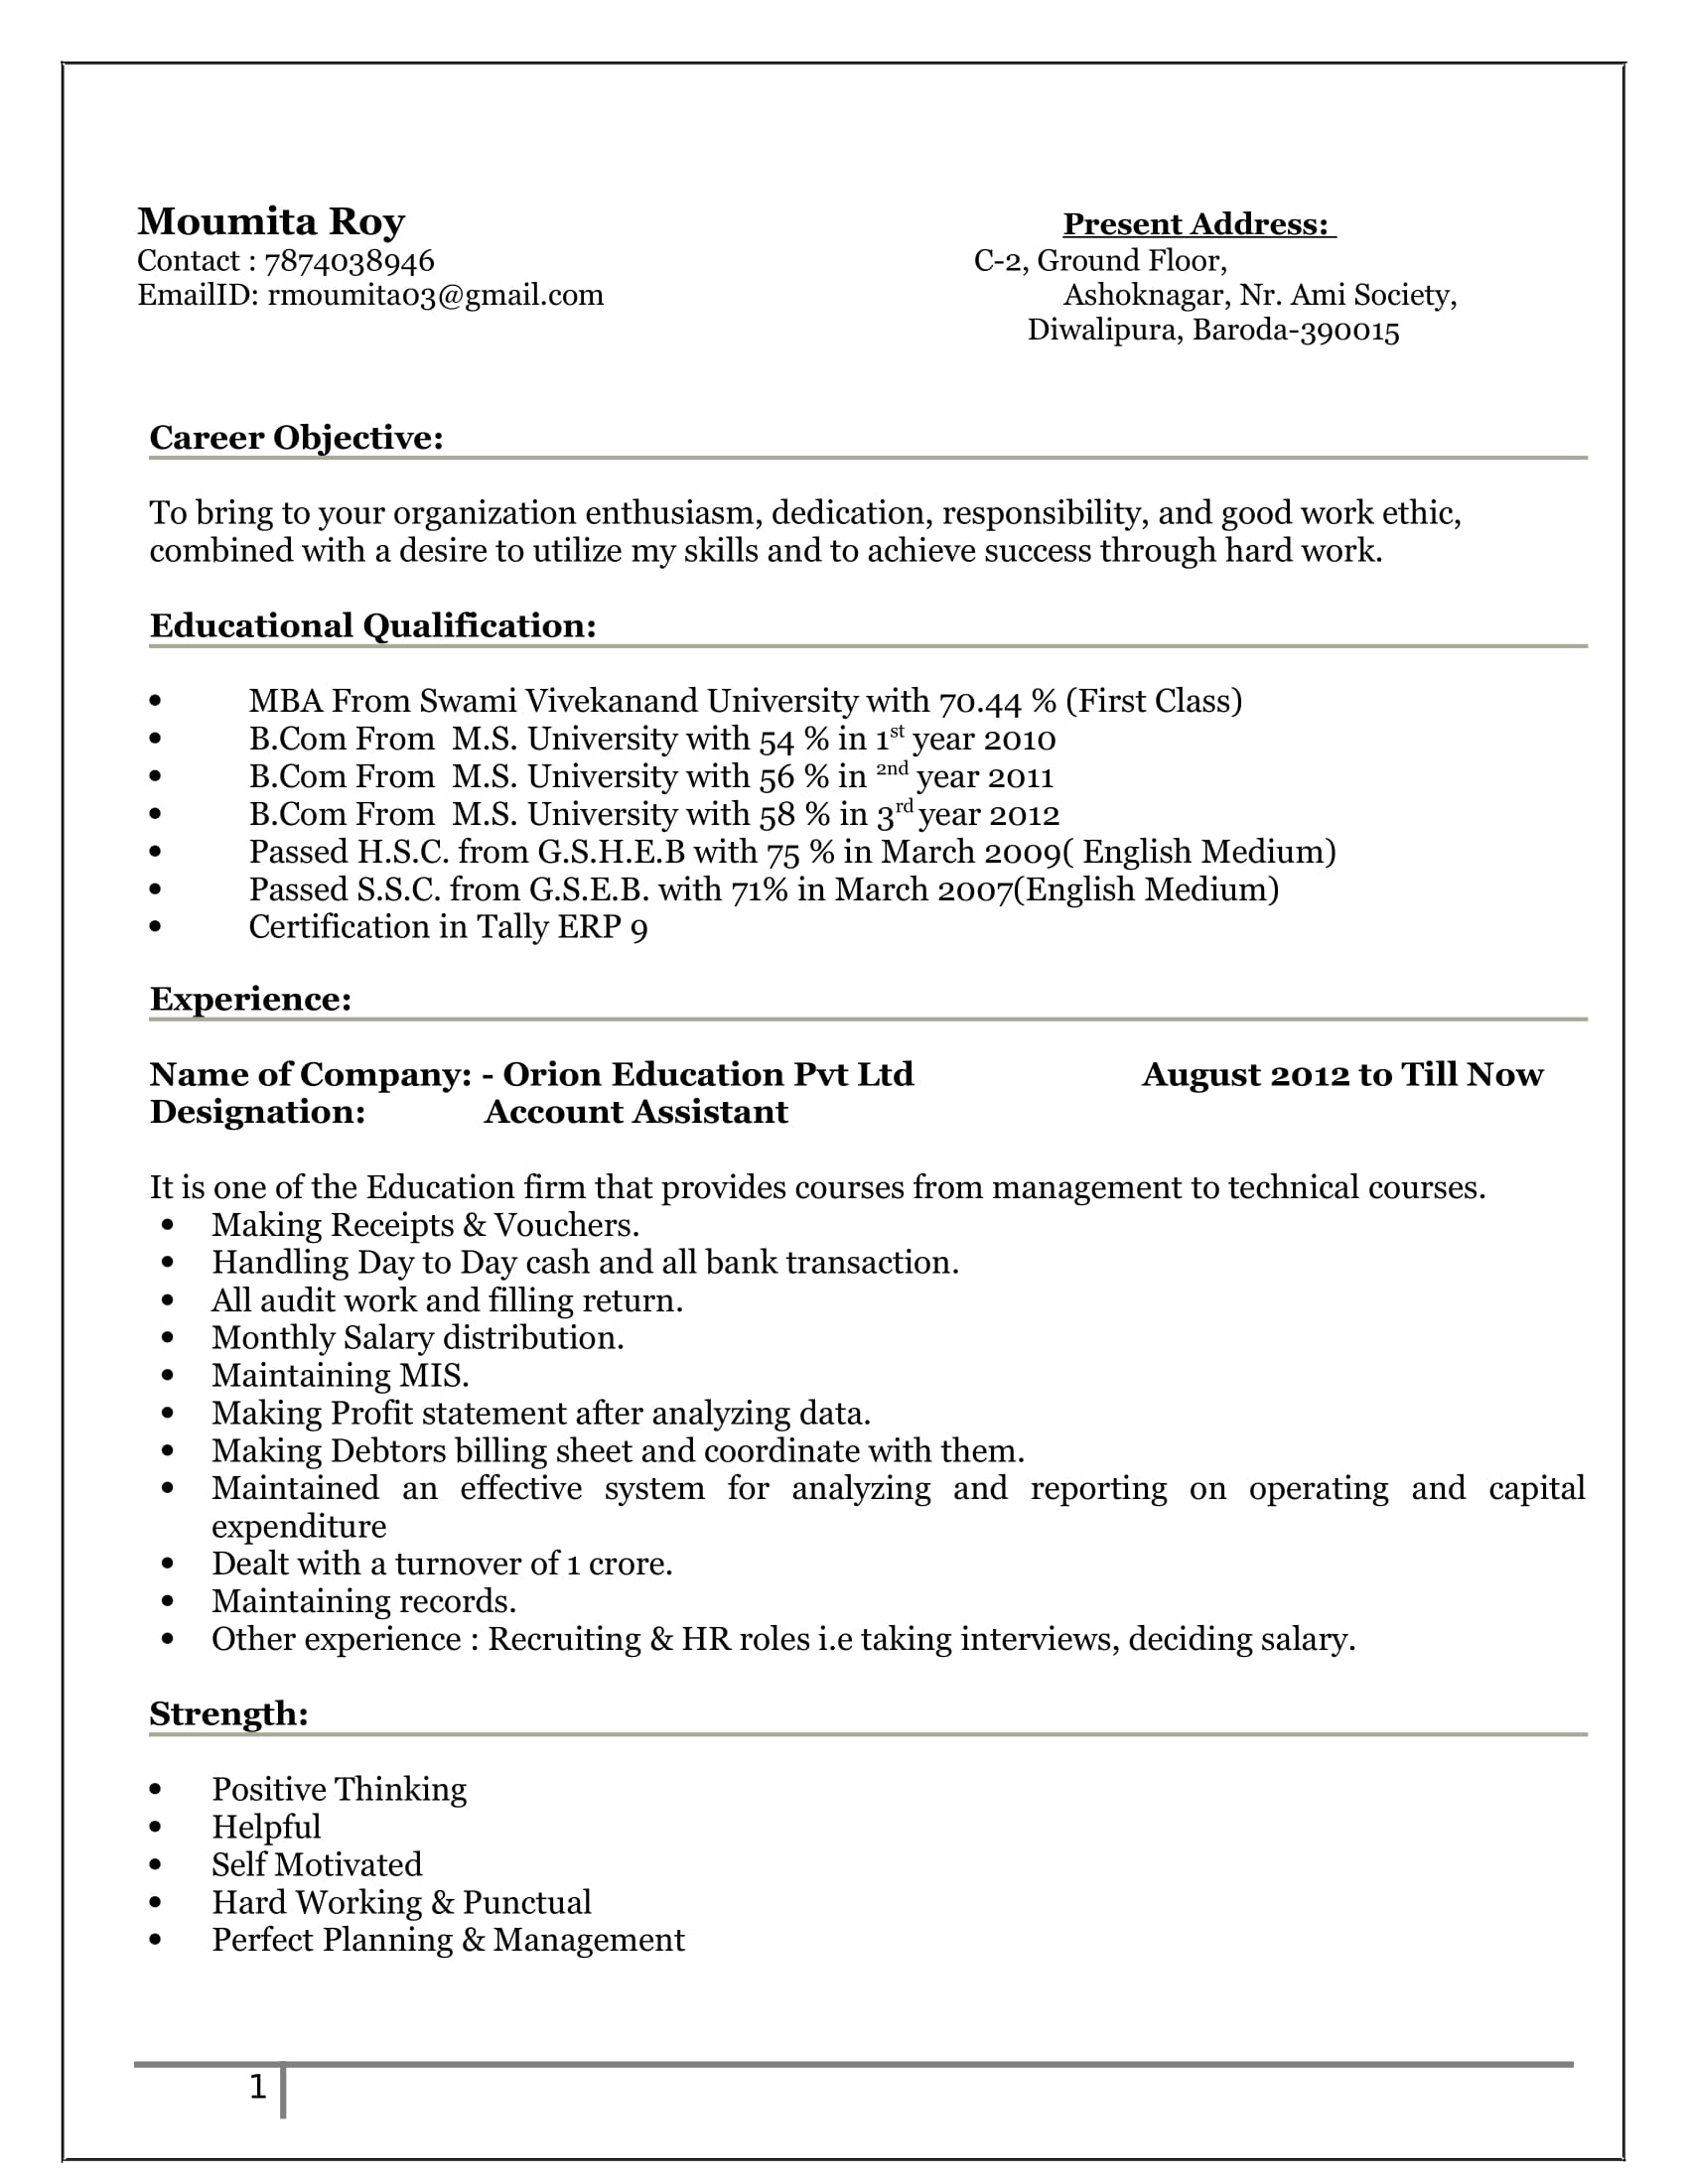 Moumita Roy Present Address:
Contact : 7874038946 C-2, Ground Floor,
EmailID: rmoumita03@gmail.com Ashoknagar, Nr. Ami Society,
Diwalipura, Baroda-390015
Career Objective:
To bring to your organization enthusiasm, dedication, responsibility, and good work ethic,
combined with a desire to utilize my skills and to achieve success through hard work.
Educational Qualification:
• MBA From Swami Vivekanand University with 70.44 % (First Class)
• B.Com From M.S. University with 54 % in 1st year 2010
• B.Com From M.S. University with 56 % in 2nd year 2011
• B.Com From M.S. University with 58 % in 3rd year 2012
• Passed H.S.C. from G.S.H.E.B with 75 % in March 2009( English Medium)
• Passed S.S.C. from G.S.E.B. with 71% in March 2007(English Medium)
• Certification in Tally ERP 9
Experience:
Name of Company: - Orion Education Pvt Ltd August 2012 to Till Now
Designation: Account Assistant
It is one of the Education firm that provides courses from management to technical courses.
• Making Receipts & Vouchers.
• Handling Day to Day cash and all bank transaction.
• All audit work and filling return.
• Monthly Salary distribution.
• Maintaining MIS.
• Making Profit statement after analyzing data.
• Making Debtors billing sheet and coordinate with them.
• Maintained an effective system for analyzing and reporting on operating and capital
expenditure
• Dealt with a turnover of 1 crore.
• Maintaining records.
• Other experience : Recruiting & HR roles i.e taking interviews, deciding salary.
Strength:
• Positive Thinking
• Helpful
• Self Motivated
• Hard Working & Punctual
• Perfect Planning & Management
1